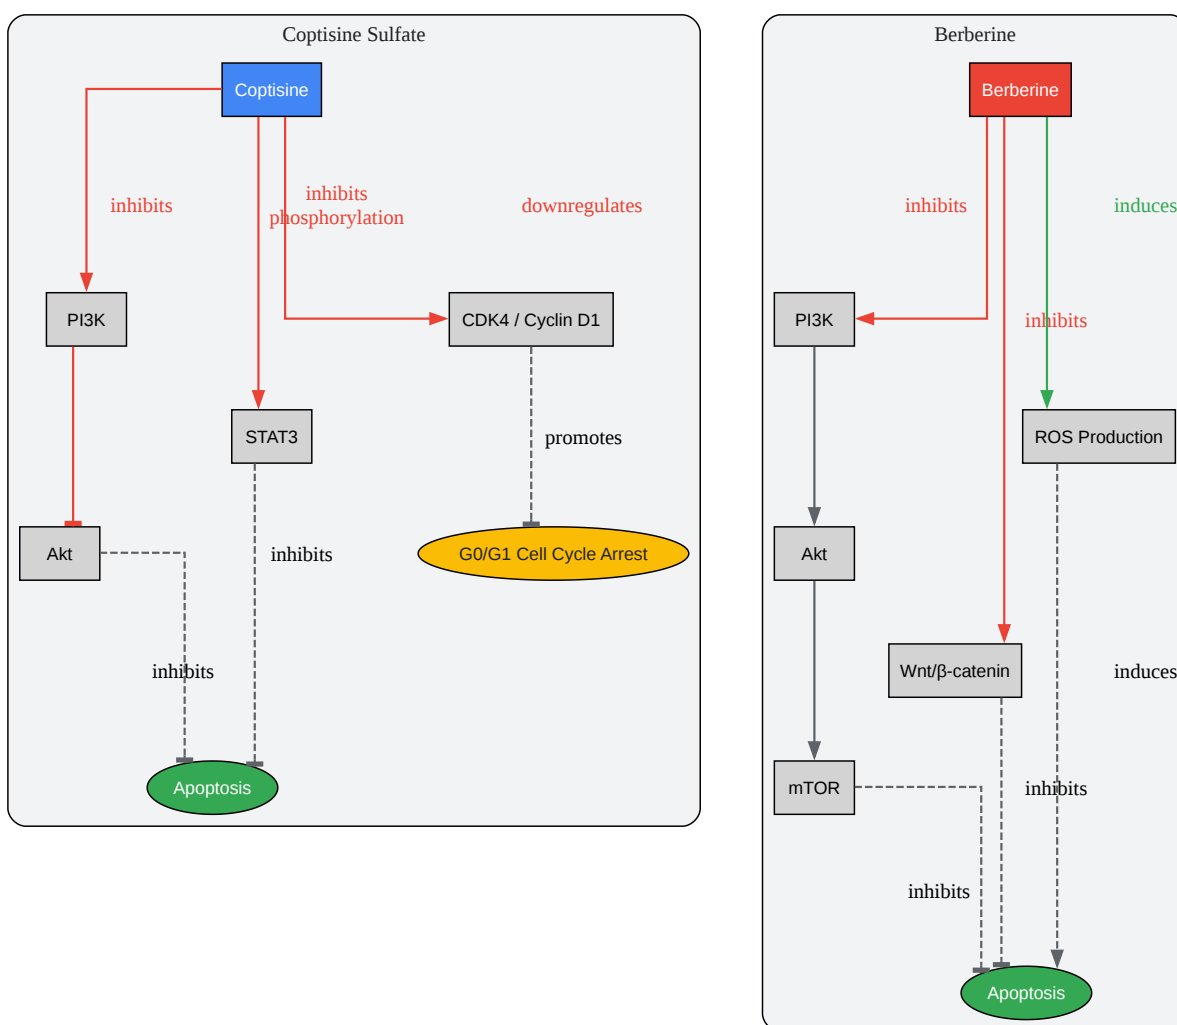 Coptisine Sulfate
Coptisine
inhibits
inhibits
phosphorylation
downregulates
PI3K
CDK4 / Cyclin D1
STAT3
promotes
Akt
inhibits
G0/G1 Cell Cycle Arrest
inhibits
Apoptosis
Berberine
Berberine
inhibits
induces
PI3K
inhibits
ROS Production
Akt
Wnt/β-catenin
induces
mTOR
inhibits
inhibits
Apoptosis